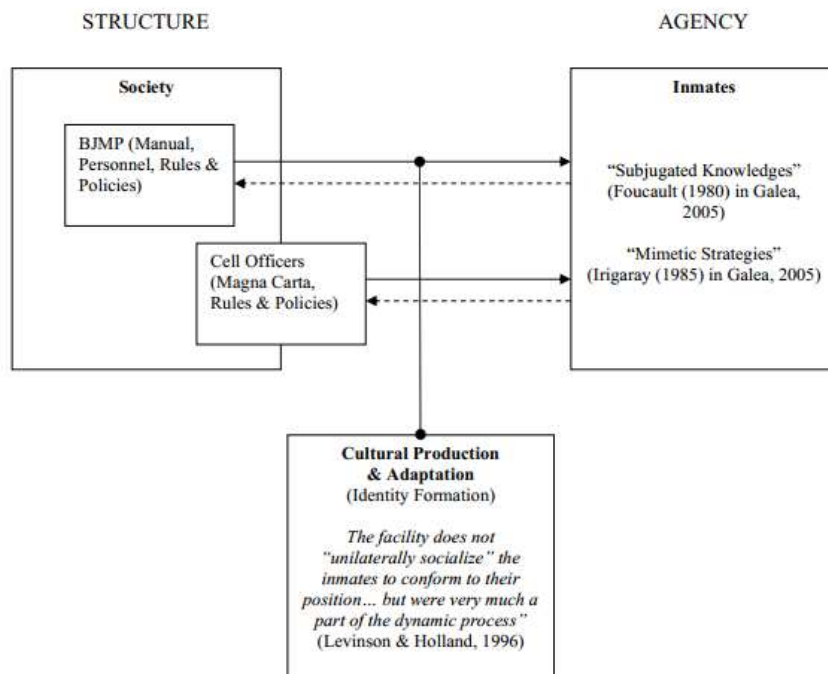 STRUCTURE
AGENCY
Society
BJMP (Manual,
Personnel, Rules &
Policies)
Cell Officers
(Magna Carta,
Rules & Policies)
Inmates
“Subjugated Knowledges”
(Foucault (1980) in Galea,
2005)
“Mimetic Strategies”
(Irigaray (1985) in Galea, 2005)
Cultural Production
& Adaptation
(Identity Formation)
The facility does not
“unilaterally socialize” the
inmates to conform to their
position… but were very much a
part of the dynamic process”
(Levinson & Holland, 1996)